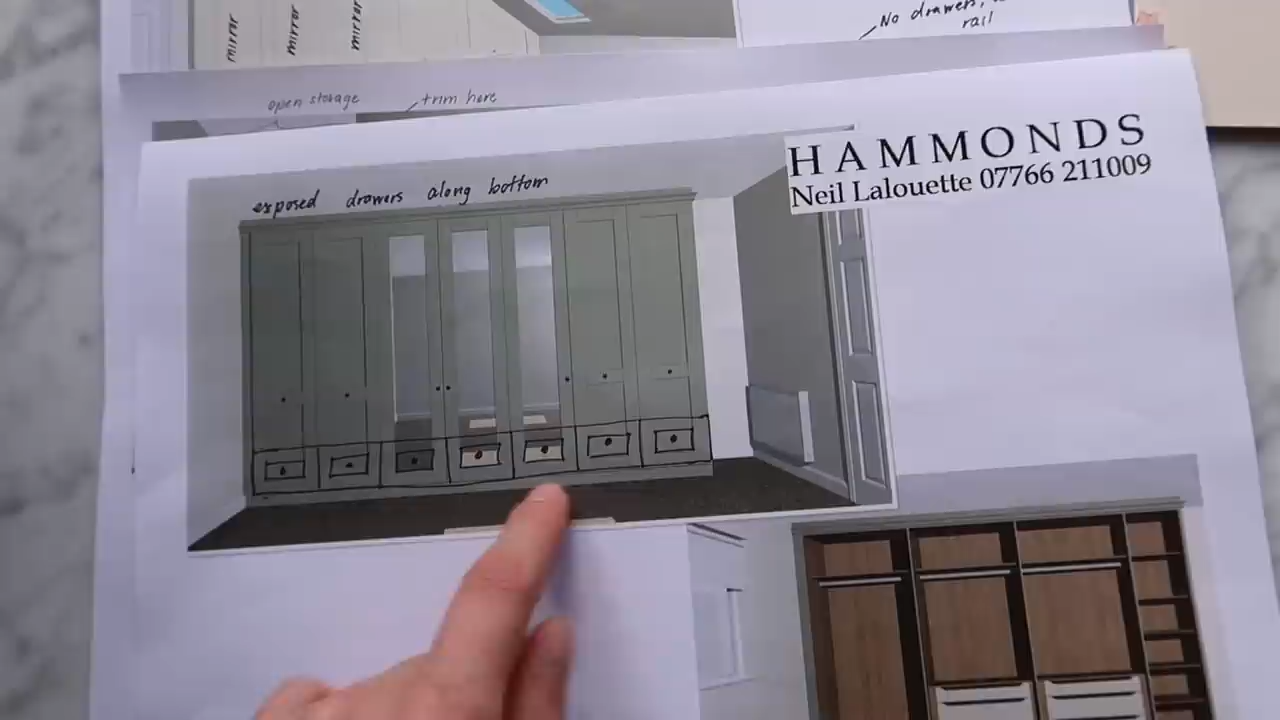 mirror
mirror
mirror
No drawers,
rail
open storage
trim here
HAMMONDS
Neil Lalouette 07766 211009
exposed drawers along bottom